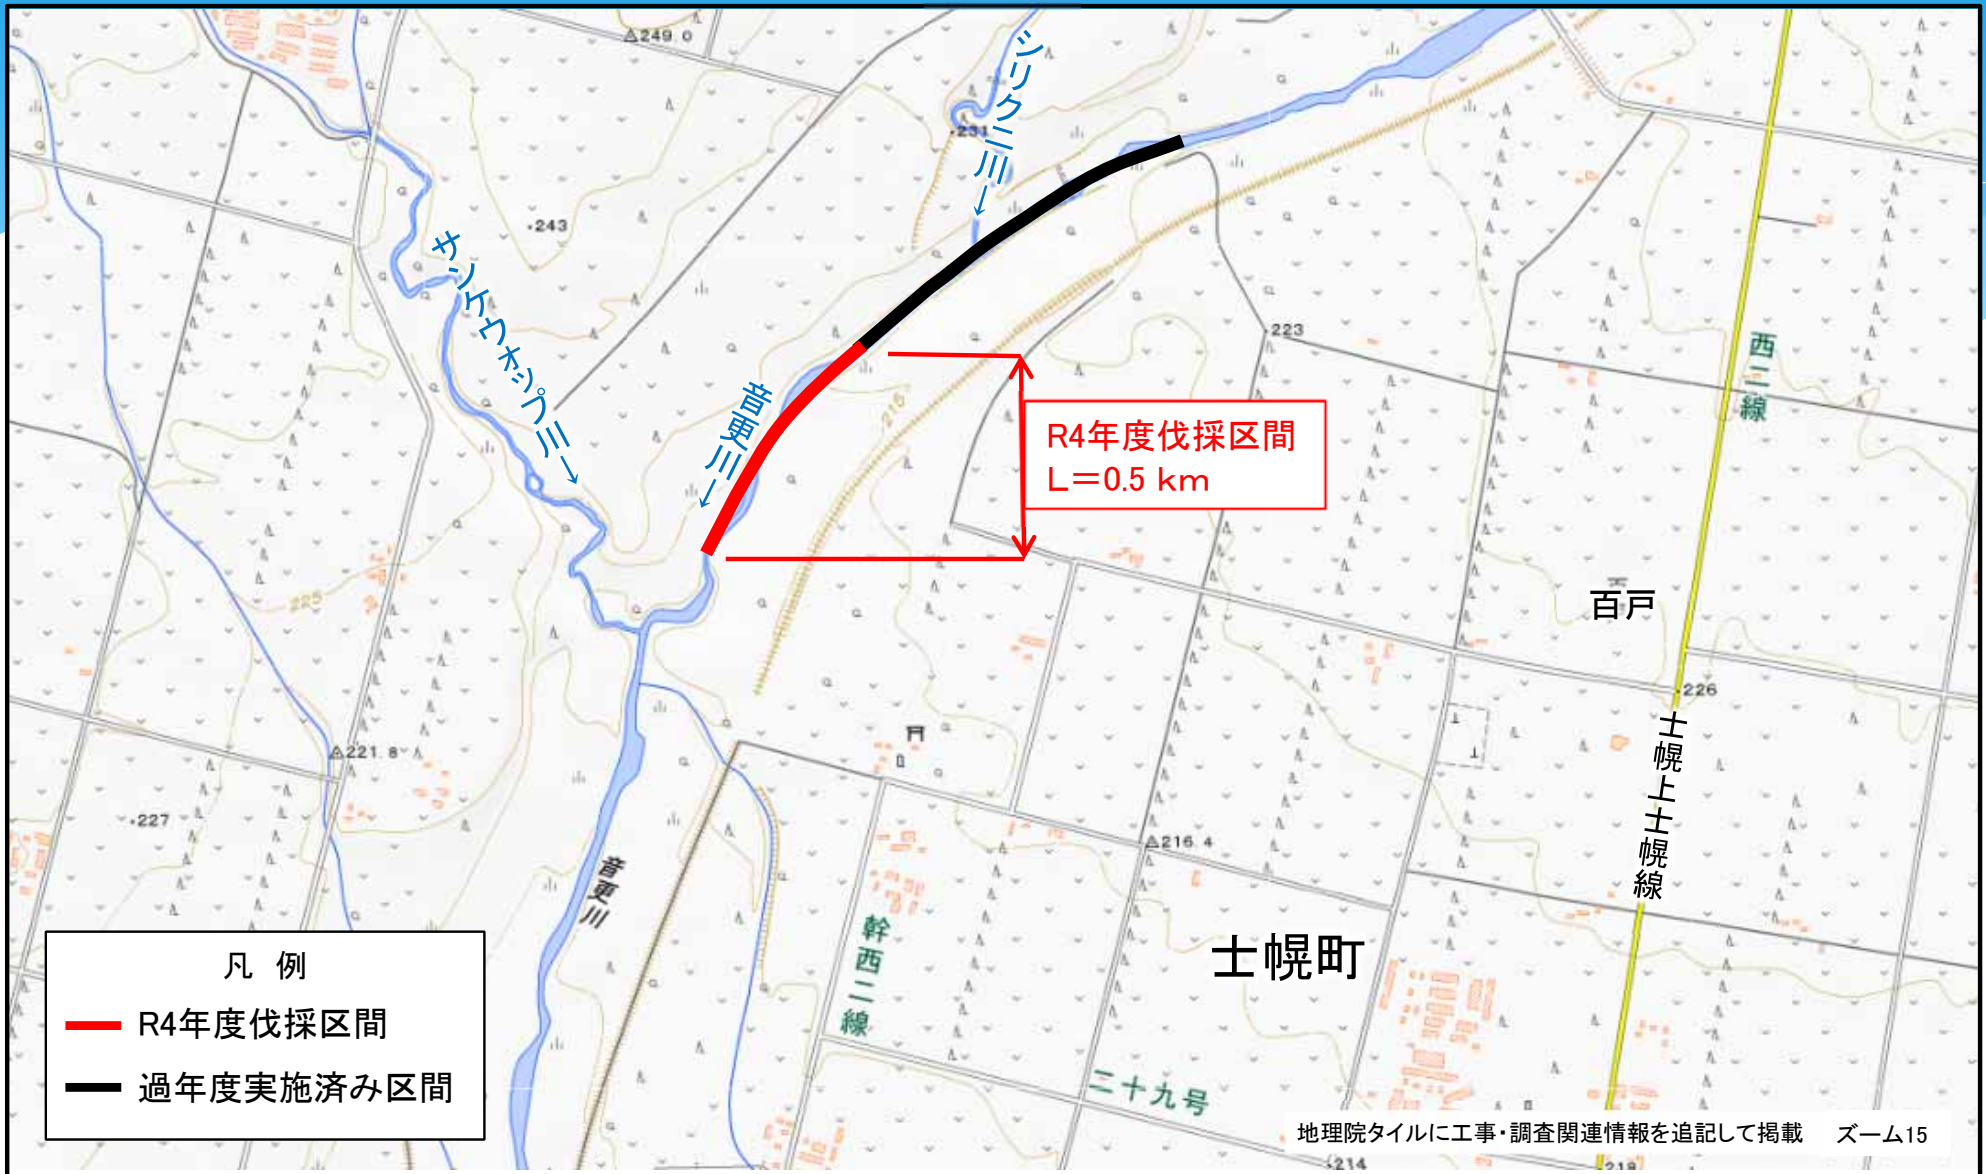 249.0
シリクニ川→
231
243
サンケウォップ川→
223
西二線
音更川→
215
R4年度伐採区間
L=0.5 km
百戸
225
226
士幌上士幌線
221.8
227
216.4
音更川
幹西二線
士幌町
凡 例
R4年度伐採区間
過年度実施済み区間
二十九号
地理院タイルに工事・調査関連情報を追記して掲載 ズーム15
214
218